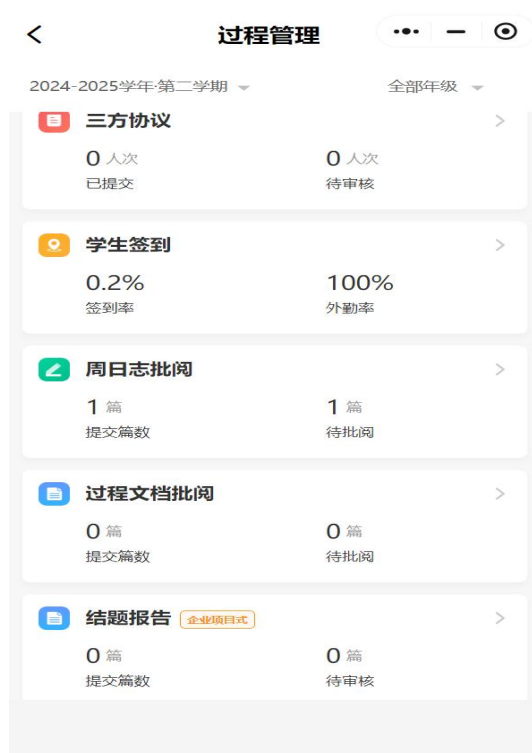 过程管理
2024-2025学年·第二学期 全部年级
三方协议
0 人次 0 人次
已提交 待审核
学生签到
0.2% 100%
签到率 外勤率
周日志批阅
1 篇 1 篇
提交篇数 待批阅
过程文档批阅
0 篇 0 篇
提交篇数 待批阅
结题报告 企业项目式
0 篇 0 篇
提交篇数 待审核